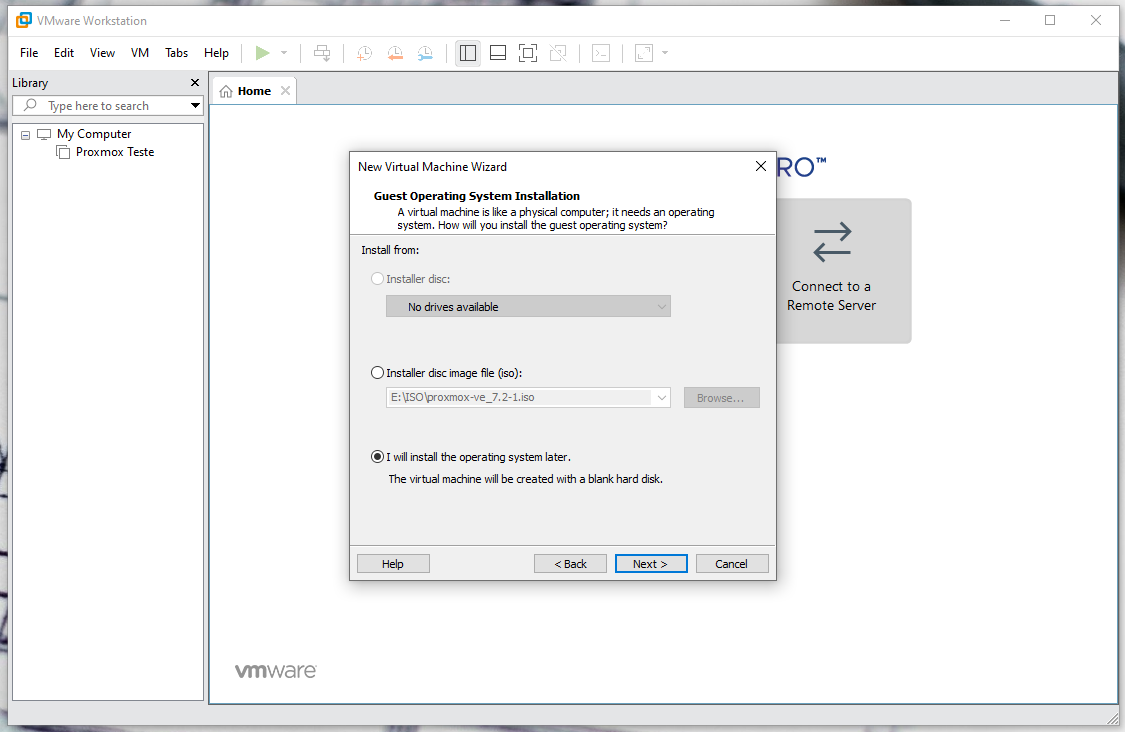 VMware Workstation
File Edit View VM Tabs Help
Library
Type here to search
My Computer
Proxmox Teste
Home
RO™
Connect to a
Remote Server
New Virtual Machine Wizard
Guest Operating System Installation
A virtual machine is like a physical computer; it needs an operating
system. How will you install the guest operating system?
Install from:
Installer disc:
No drives available
Installer disc image file (iso):
E:\ISO\proxmox-ve_7.2-1.iso
Browse...
I will install the operating system later.
The virtual machine will be created with a blank hard disk.
Help < Back Next > Cancel
vmware